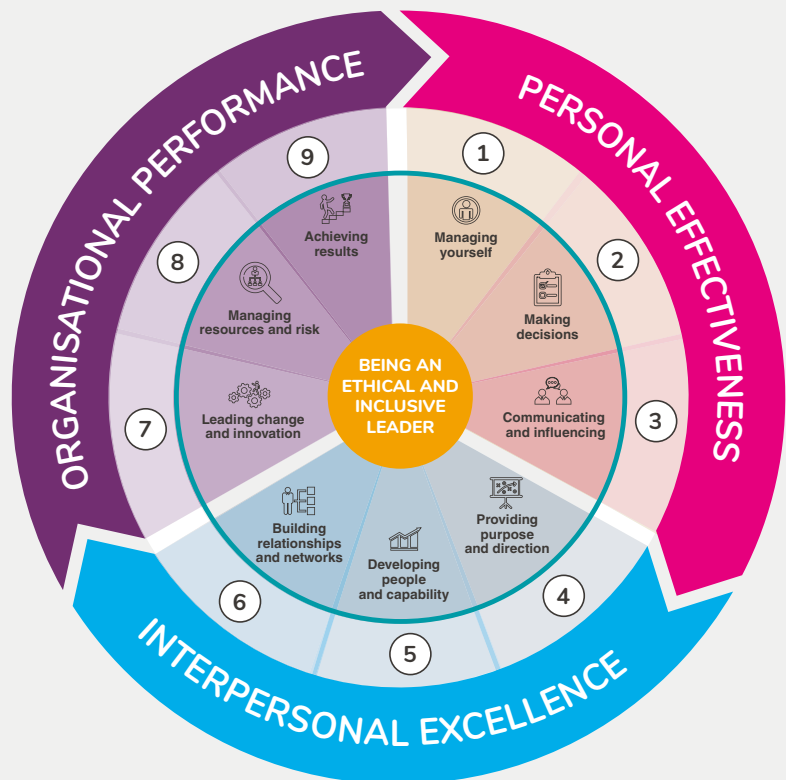 ORGANISATIONAL PERFORMANCE
PERSONAL EFFECTIVENESS
INTERPERSONAL EXCELLENCE
BEING AN
ETHICAL AND
INCLUSIVE
LEADER
1
Managing
yourself
2
Making
decisions
3
Communicating
and influencing
4
Providing
purpose
and direction
5
Developing
people
and capability
6
Building
relationships
and networks
7
Leading change
and innovation
8
Managing
resources and risk
9
Achieving
results